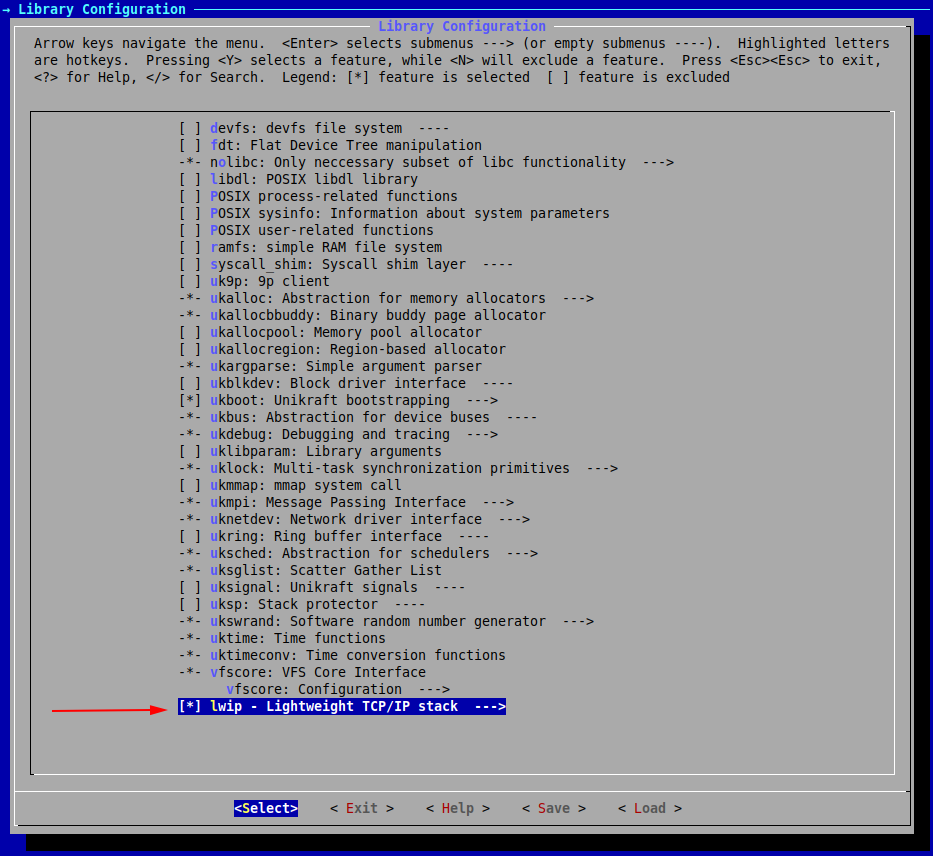 → Library Configuration
Library Configuration
Arrow keys navigate the menu.  <Enter> selects submenus ---> (or empty submenus ----).  Highlighted letters
are hotkeys.  Pressing <Y> selects a feature, while <N> will exclude a feature.  Press <Esc><Esc> to exit,
<?> for Help, </> for Search.  Legend: [*] feature is selected  [ ] feature is excluded
[ ] devfs: devfs file system  ----
[ ] fdt: Flat Device Tree manipulation
-*- nolibc: Only neccessary subset of libc functionality  --->
[ ] libdl: POSIX libdl library
[ ] POSIX process-related functions
[ ] POSIX sysinfo: Information about system parameters
[ ] POSIX user-related functions
[ ] ramfs: simple RAM file system
[ ] syscall_shim: Syscall shim layer  ----
[ ] uk9p: 9p client
-*- ukalloc: Abstraction for memory allocators  --->
-*- ukallocbbuddy: Binary buddy page allocator
[ ] ukallocpool: Memory pool allocator
[ ] ukallocregion: Region-based allocator
-*- ukargparse: Simple argument parser
[ ] ukblkdev: Block driver interface  ----
[*] ukboot: Unikraft bootstrapping  --->
-*- ukbus: Abstraction for device buses  ----
-*- ukdebug: Debugging and tracing  --->
[ ] uklibparam: Library arguments
-*- uklock: Multi-task synchronization primitives  --->
[ ] ukmmap: mmap system call
-*- ukmpi: Message Passing Interface  --->
-*- uknetdev: Network driver interface  --->
[ ] ukring: Ring buffer interface  ----
-*- uksched: Abstraction for schedulers  --->
-*- uksglist: Scatter Gather List
[ ] uksignal: Unikraft signals  ----
[ ] uksp: Stack protector  ----
-*- ukswrand: Software random number generator  --->
-*- uktime: Time functions
-*- uktimeconv: Time conversion functions
-*- vfscore: VFS Core Interface
vfscore: Configuration  --->
[*] lwip - Lightweight TCP/IP stack  --->
<Select>    < Exit >    < Help >    < Save >    < Load >